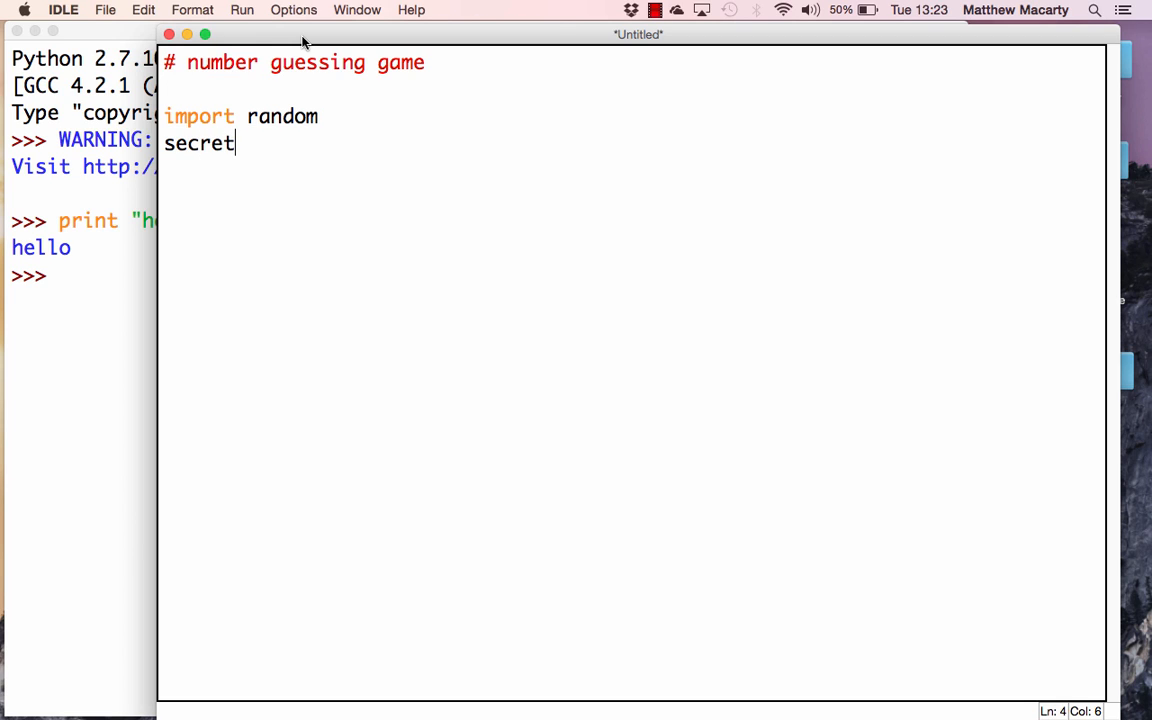 IDLE File Edit Format Run Options Window Help 50% Tue 13:23 Matthew Macarty
*Untitled*
Python 2.7.10
[GCC 4.2.1 (
Type "copyri
>>> WARNING:
Visit http:/
>>> print "h
hello
>>>
# number guessing game
import random
secret
Ln: 4 Col: 6